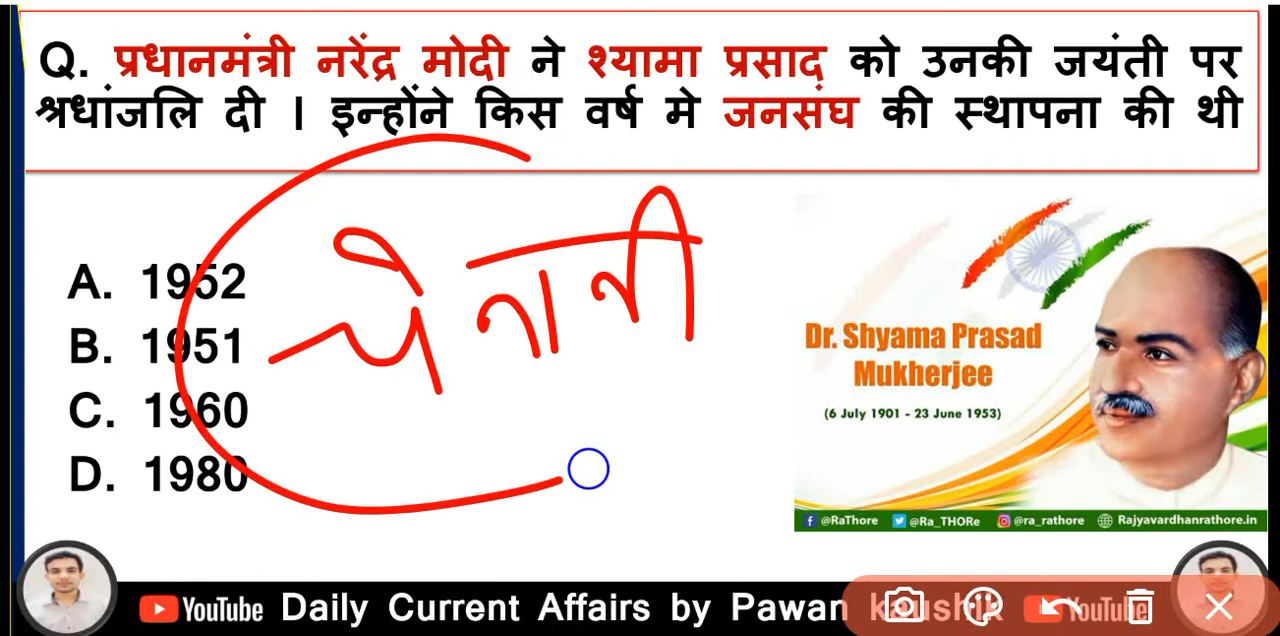 Q. प्रधानमंत्री नरेंद्र मोदी ने श्यामा प्रसाद को उनकी जयंती पर
श्रधांजलि दी । इन्होंने किस वर्ष मे जनसंघ की स्थापना की थी
A. 1952
B. 1951
C. 1960
D. 1980
Dr. Shyama Prasad
Mukherjee
(6 July 1901 - 23 June 1953)
@RaThore @Ra_THORe @ra_rathore Rajyavardhanrathore.in
YouTube Daily Current Affairs by Pawan kaushik YouTube